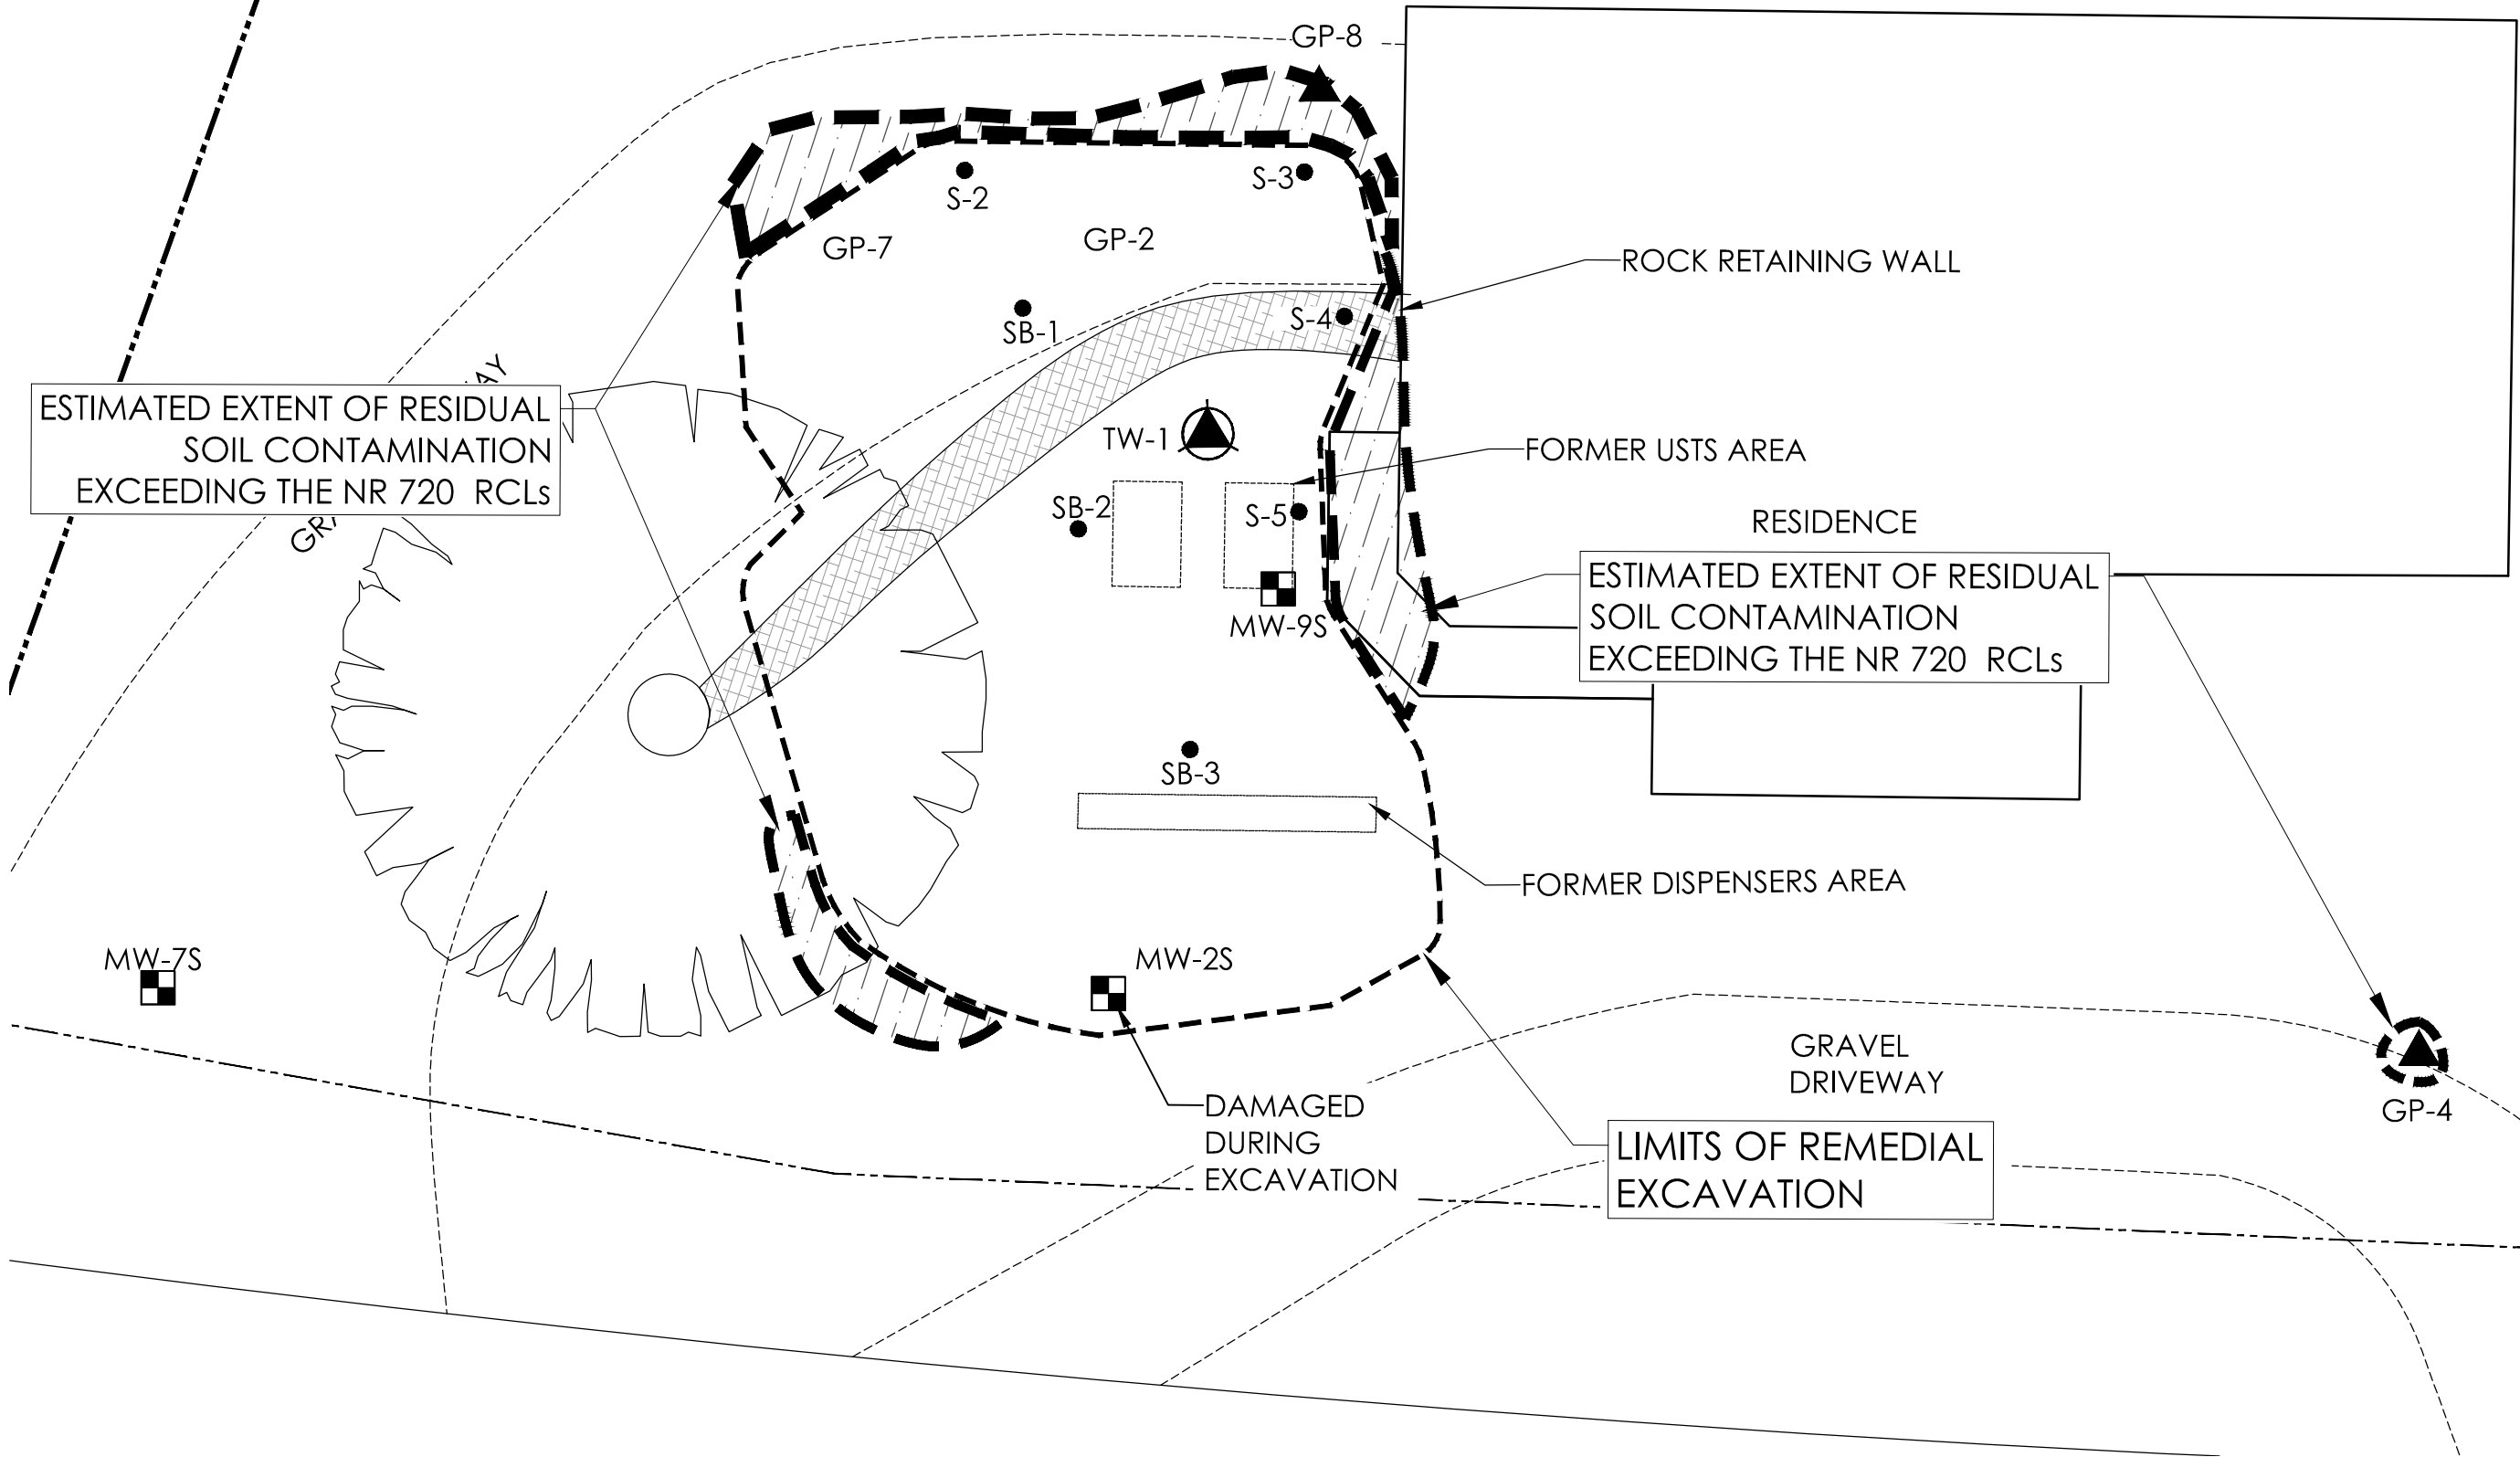 GP-8
S-2
S-3
GP-7
GP-2
ROCK RETAINING WALL
SB-1
S-4
ESTIMATED EXTENT OF RESIDUAL
SOIL CONTAMINATION
EXCEEDING THE NR 720 RCLs
TW-1
FORMER USTS AREA
SB-2
S-5
RESIDENCE
ESTIMATED EXTENT OF RESIDUAL
SOIL CONTAMINATION
EXCEEDING THE NR 720 RCLs
MW-9S
SB-3
FORMER DISPENSERS AREA
MW-7S
MW-2S
GRAVEL
DRIVEWAY
GP-4
DAMAGED
DURING
EXCAVATION
LIMITS OF REMEDIAL
EXCAVATION